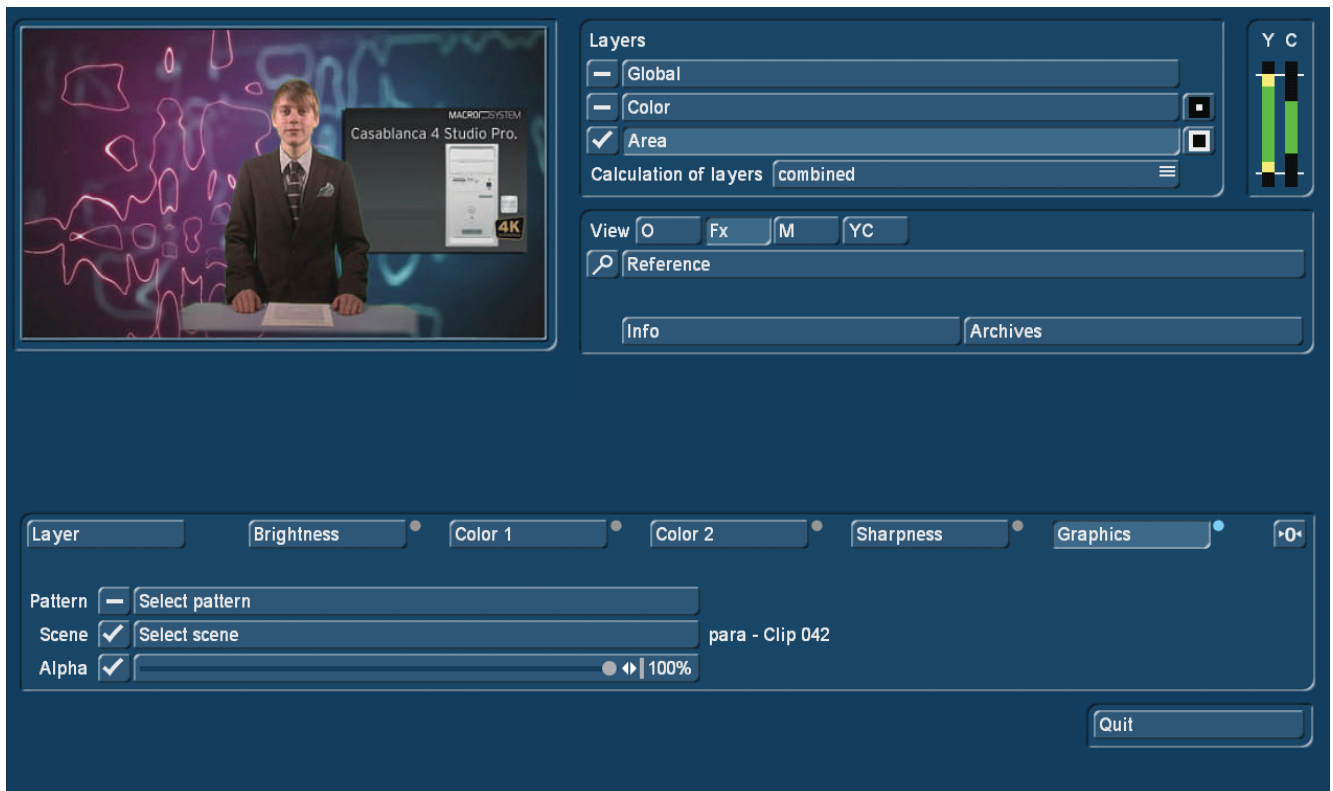 MACROSYSTEM
Casablanca 4 Studio Pro.
4K
Layers
Global
Color
Area
Calculation of layers combined
Y C
View O Fx M YC
Reference
Info Archives
Layer Brightness Color 1 Color 2 Sharpness Graphics ▸0◂
Pattern Select pattern
Scene Select scene para - Clip 042
Alpha 100%
Quit